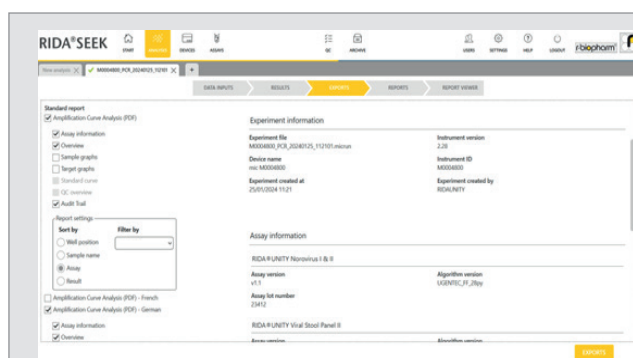 RIDA®SEEK
START
ANALYSIS
DEVICES
ASSAYS
QC
ARCHIVE
USERS
SETTINGS
HELP
LOGOUT
r-biopharm®
New analysis
M0004800_PCR_20240125_112101
DATA INPUTS
RESULTS
EXPORTS
REPORTS
REPORT VIEWER
Standard report
Amplification Curve Analysis (PDF)
Assay information
Overview
Sample graphs
Target graphs
Standard curve
QC overview
Audit Trail
Report settings
Sort by Filter by
Well position
Sample name
Assay
Result
Amplification Curve Analysis (PDF) - French
Amplification Curve Analysis (PDF) - German
Assay information
Overview
Experiment information
Experiment file Instrument version
M0004800_PCR_20240125_112101.micrun 2.20
Device name Instrument ID
mic M0004800 M0004800
Experiment created at Experiment created by
25/01/2024 11:21 RIDAUNITY
Assay information
RIDA®UNITY Norovirus I & II
Assay version Algorithm version
v1.1 UGENTEC_FF_28py
Assay lot number
23412
RIDA®UNITY Viral Stool Panel II
Assay version Algorithm version
EXPORTS